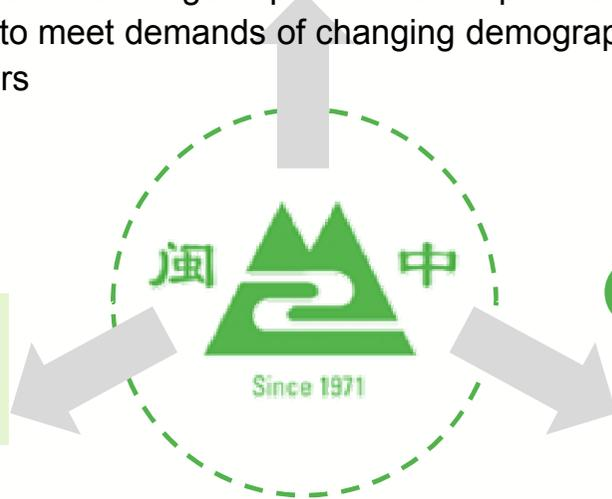 to meet demands of changing demograp
rs
闽 中
Since 1971